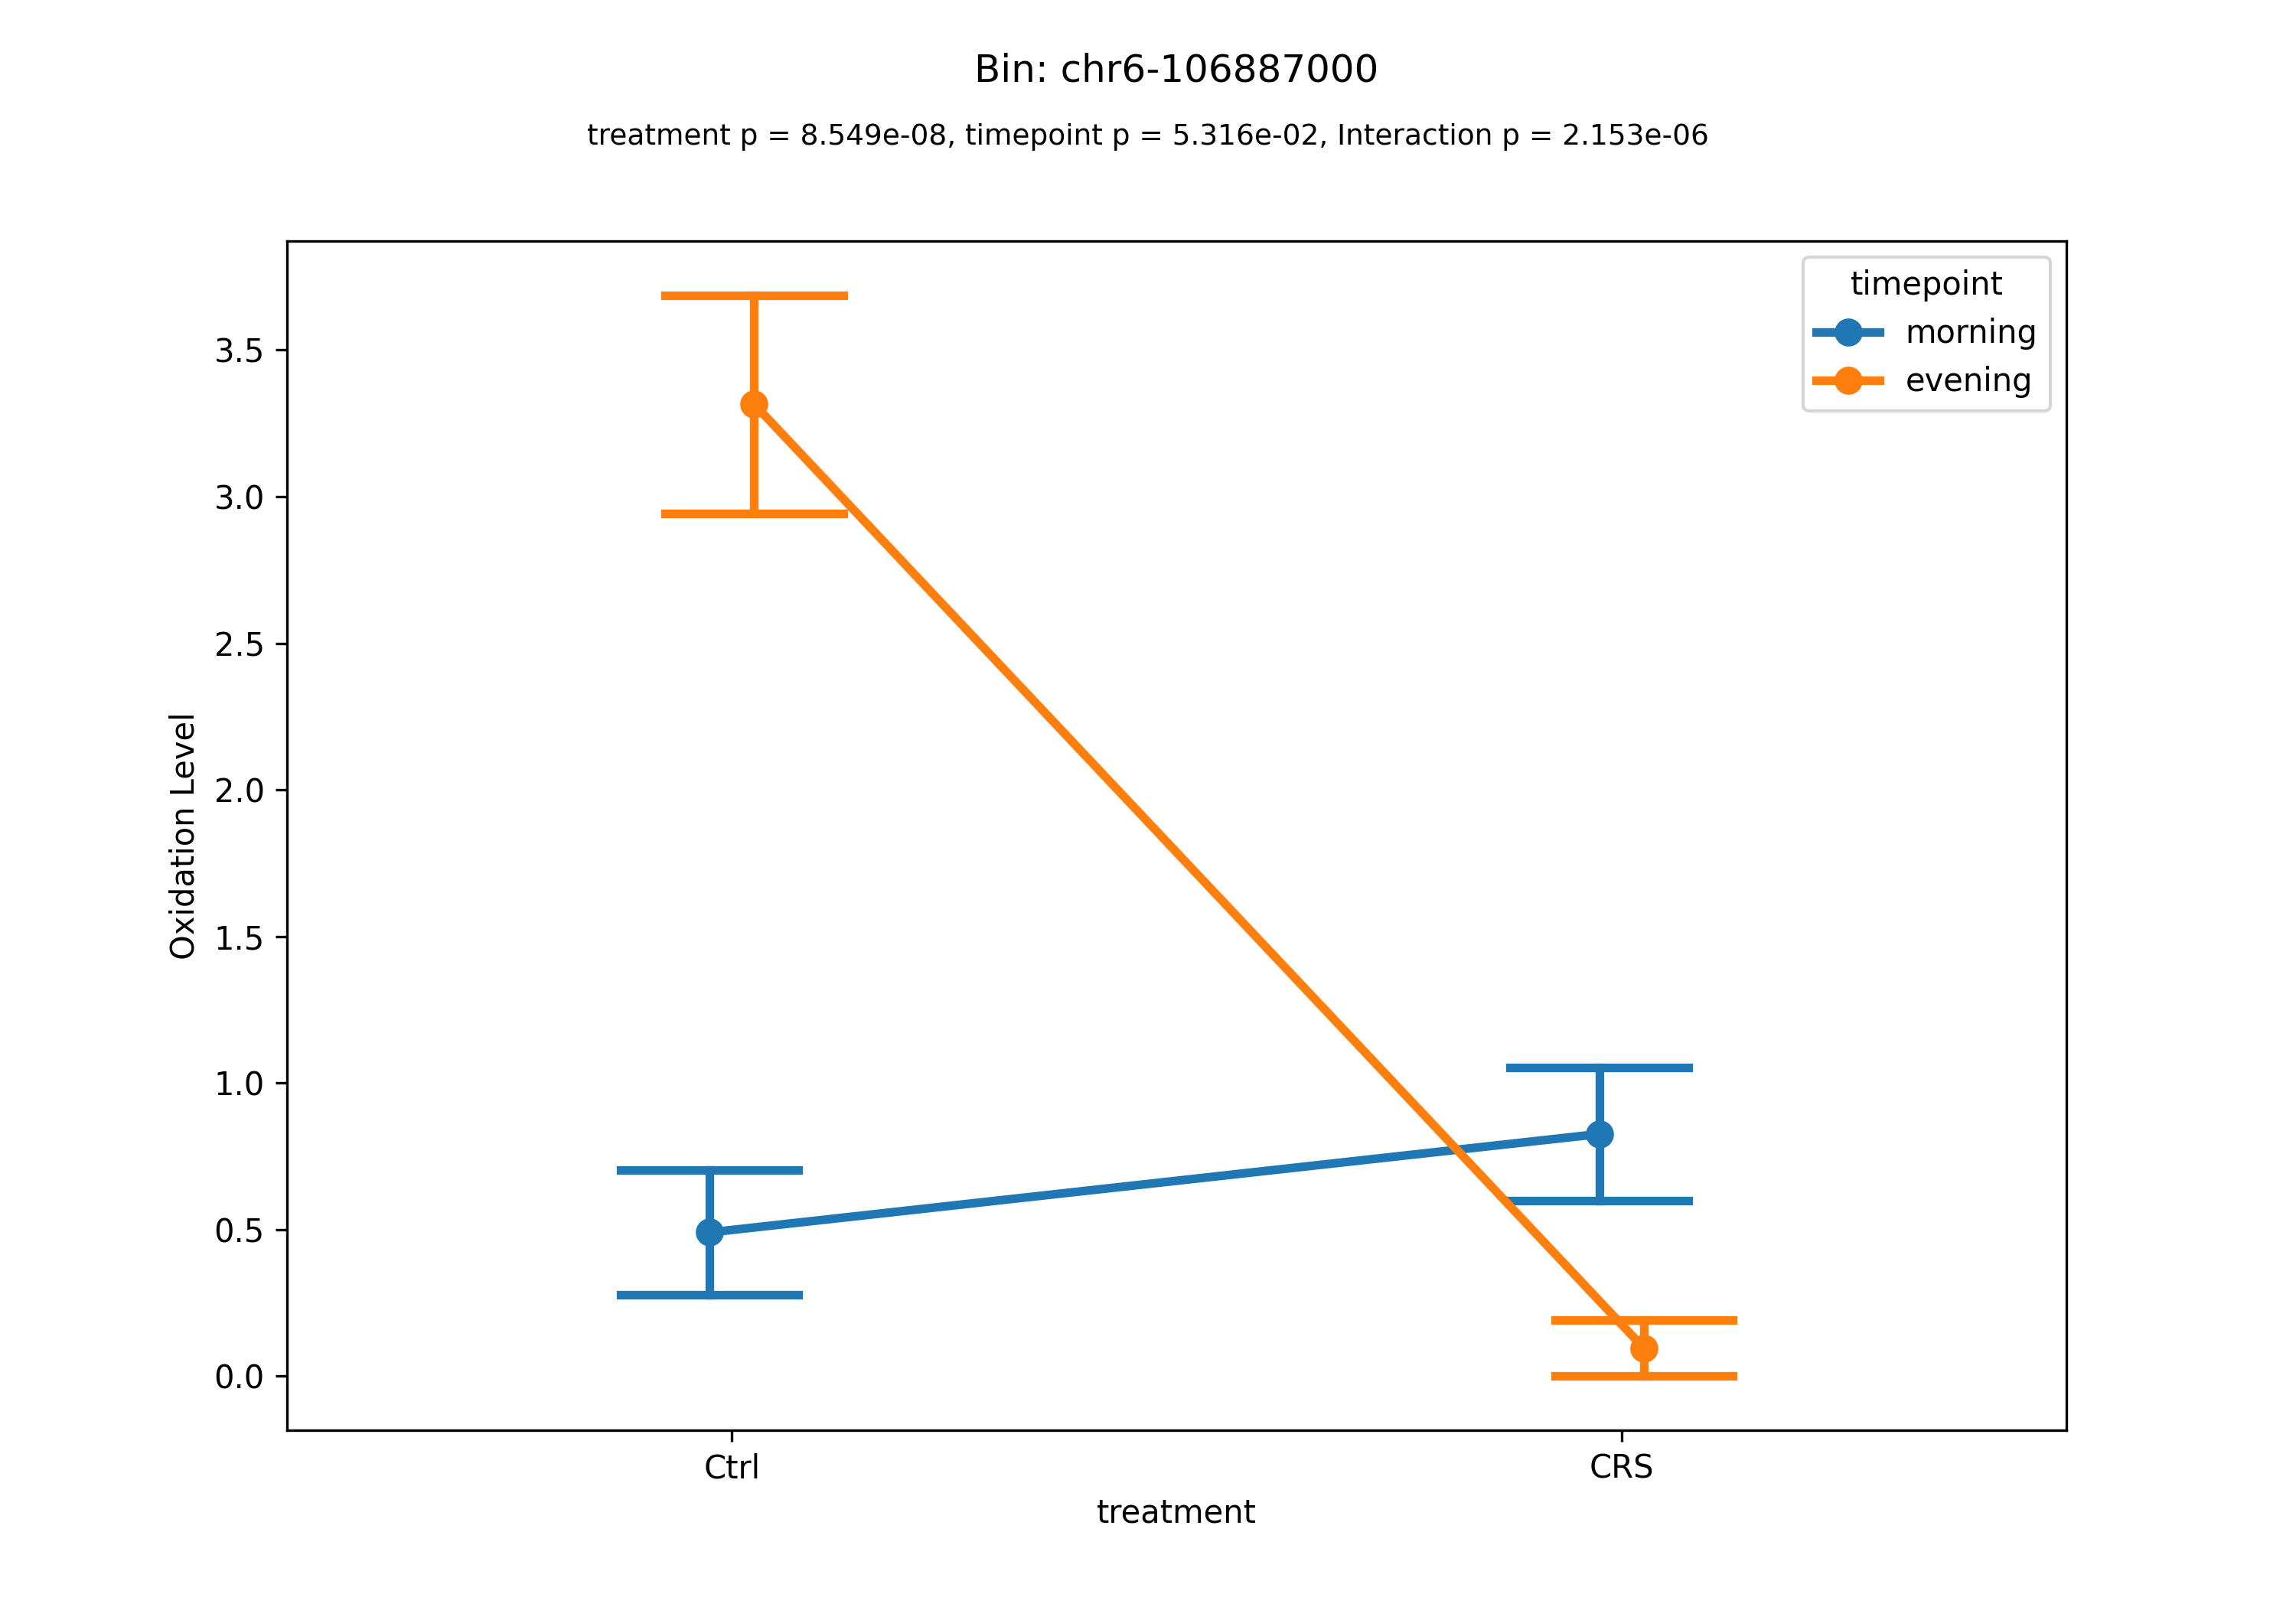 Bin: chr6-106887000
treatment p = 8.549e-08, timepoint p = 5.316e-02, Interaction p = 2.153e-06
timepoint
morning
evening
Oxidation Level
3.5
3.0
2.5
2.0
1.5
1.0
0.5
0.0
Ctrl
CRS
treatment